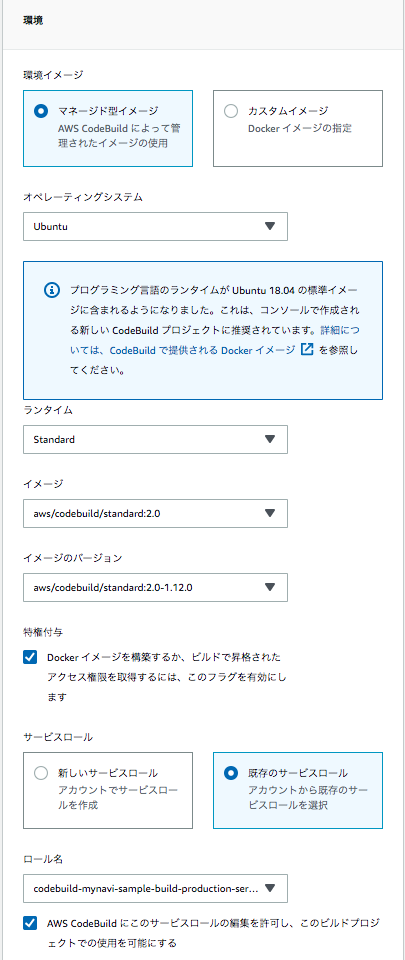 環境
環境イメージ
マネージド型イメージ
AWS CodeBuild によって管
理されたイメージの使用
カスタムイメージ
Docker イメージの指定
オペレーティングシステム
Ubuntu
プログラミング言語のランタイムが Ubuntu 18.04 の標準イメー
ジに含まれるようになりました。これは、コンソールで作成され
る新しい CodeBuild プロジェクトに推奨されています。詳細につ
いては、CodeBuild で提供される Docker イメージ を参照し
てください。
ランタイム
Standard
イメージ
aws/codebuild/standard:2.0
イメージのバージョン
aws/codebuild/standard:2.0-1.12.0
特権付与
Docker イメージを構築するか、ビルドで昇格された
アクセス権限を取得するには、このフラグを有効にし
ます
サービスロール
新しいサービスロール
アカウントでサービスロー
ルを作成
既存のサービスロール
アカウントから既存のサー
ビスロールを選択
ロール名
codebuild-mynavi-sample-build-production-ser...
AWS CodeBuild にこのサービスロールの編集を許可し、このビルドプロジ
ェクトでの使用を可能にする